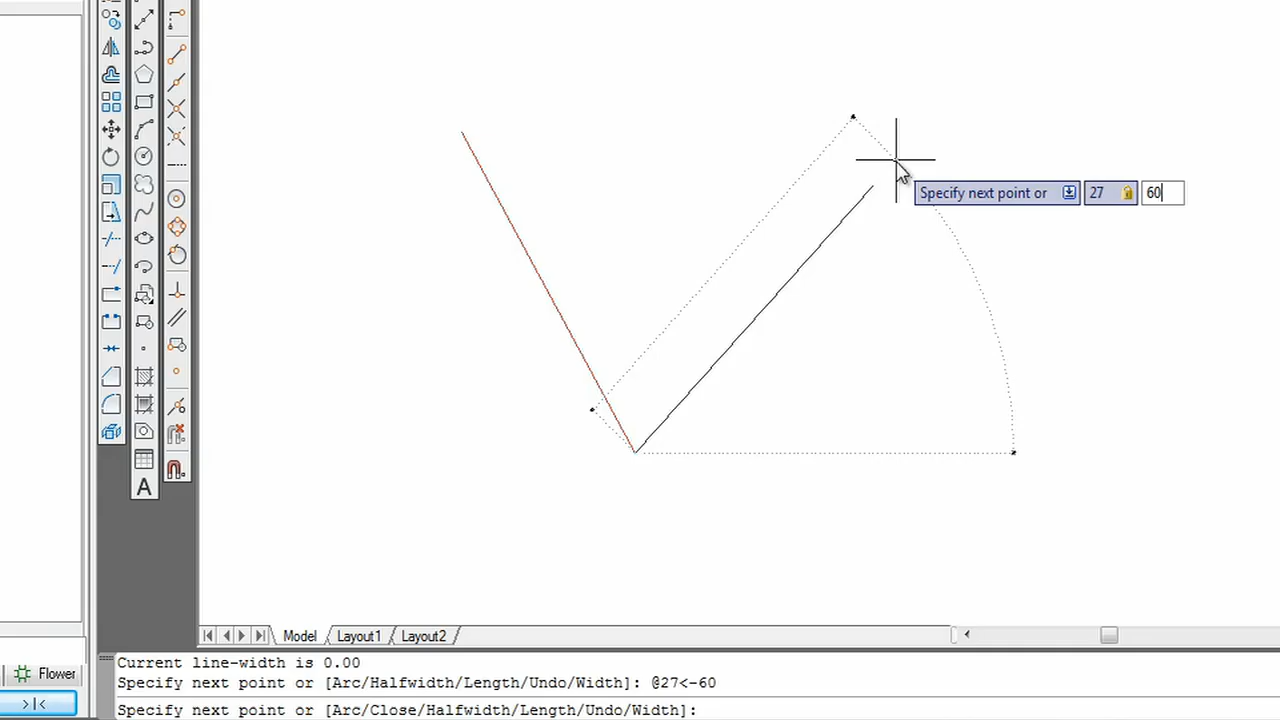 Specify next point or 27 60
Model Layout1 Layout2
Current line-width is 0.00
Specify next point or [Arc/Halfwidth/Length/Undo/Width]: @27<-60
Specify next point or [Arc/Close/Halfwidth/Length/Undo/Width]:
Flower
>|<
A